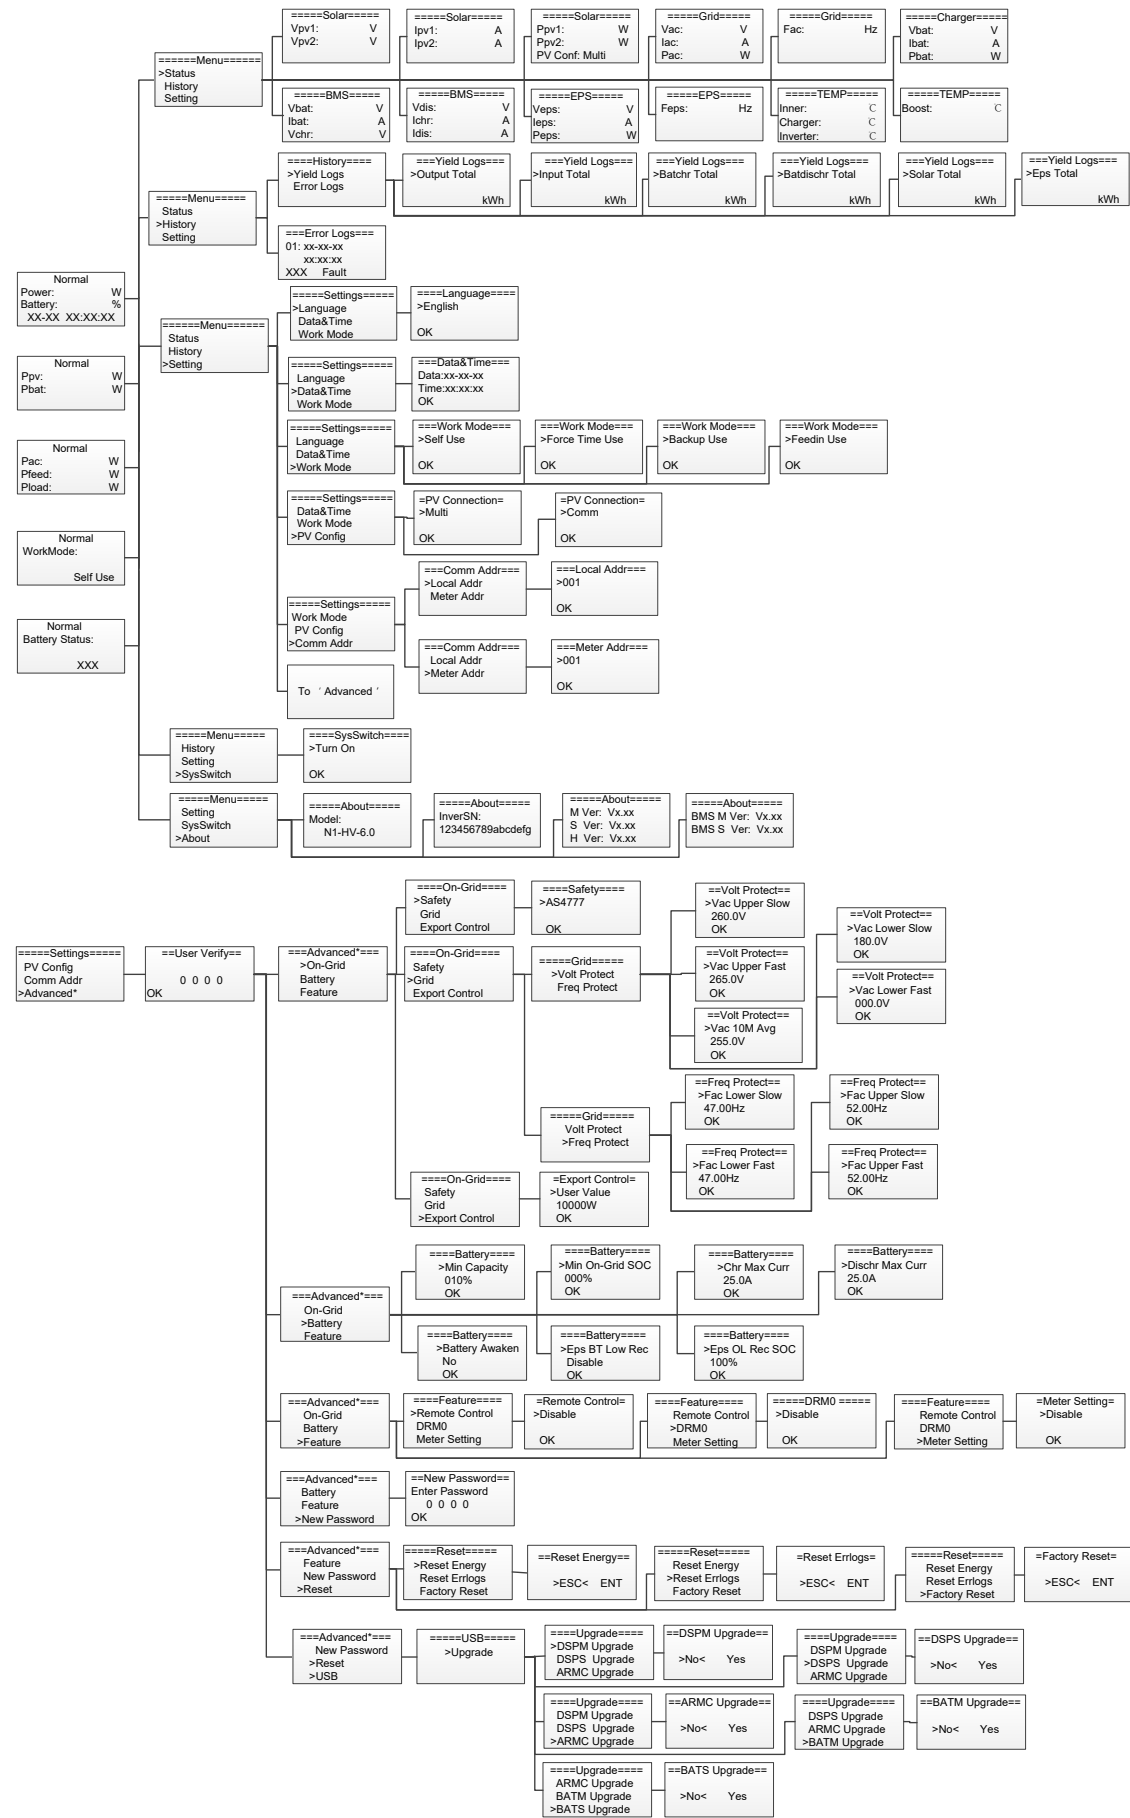 =====Solar=====
Vpv1: V
Vpv2: V
=====Solar=====
Ipv1: A
Ipv2: A
=====Solar=====
Ppv1: W
Ppv2: W
PV Conf: Multi
=====Grid=====
Vac: V
Iac: A
Pac: W
=====Grid=====
Fac: Hz
=====Charger=====
Vbat: V
Ibat: A
Pbat: W
======Menu======
>Status
History
Setting
=====BMS=====
Vbat: V
Ibat: A
Vchr: V
=====BMS=====
Vdis: V
Ichr: A
Idis: A
=====EPS=====
Veps: V
Ieps: A
Peps: W
=====EPS=====
Feps: Hz
=====TEMP=====
Inner: C
Charger: C
Inverter: C
=====TEMP=====
Boost: C
====History====
>Yield Logs
Error Logs
===Yield Logs===
>Output Total
kWh
===Yield Logs===
>Input Total
kWh
===Yield Logs===
>Batchr Total
kWh
===Yield Logs===
>Batdischr Total
kWh
===Yield Logs===
>Solar Total
kWh
===Yield Logs===
>Eps Total
kWh
=====Menu=====
Status
>History
Setting
===Error Logs===
01: xx-xx-xx
xx:xx:xx
XXX Fault
Normal
Power: W
Battery: %
XX-XX XX:XX:XX
Normal
Ppv: W
Pbat: W
Normal
Pac: W
Pfeed: W
Pload: W
Normal
WorkMode:
Self Use
Normal
Battery Status:
XXX
======Menu======
Status
History
>Setting
=====Settings=====
>Language
Data&Time
Work Mode
====Language====
>English
OK
=====Settings=====
Language
>Data&Time
Work Mode
===Data&Time===
Data:xx-xx-xx
Time:xx:xx:xx
OK
=====Settings=====
Language
Data&Time
>Work Mode
===Work Mode===
>Self Use
OK
===Work Mode===
>Force Time Use
OK
===Work Mode===
>Backup Use
OK
===Work Mode===
>Feedin Use
OK
=====Settings=====
Data&Time
Work Mode
>PV Config
=PV Connection=
>Multi
OK
=PV Connection=
>Comm
OK
=====Settings=====
Work Mode
PV Config
>Comm Addr
===Comm Addr===
>Local Addr
Meter Addr
===Local Addr===
>001
OK
===Comm Addr===
Local Addr
>Meter Addr
===Meter Addr===
>001
OK
To ‘ Advanced ’
=====Menu=====
History
Setting
>SysSwitch
====SysSwitch====
>Turn On
OK
=====Menu=====
Setting
SysSwitch
>About
=====About=====
Model:
N1-HV-6.0
=====About=====
InverSN:
123456789abcdefg
=====About=====
M Ver: Vx.xx
S Ver: Vx.xx
H Ver: Vx.xx
=====About=====
BMS M Ver: Vx.xx
BMS S Ver: Vx.xx
=====Settings=====
PV Config
Comm Addr
>Advanced*
==User Verify==
0 0 0 0
OK
===Advanced*===
>On-Grid
Battery
Feature
====On-Grid====
>Safety
Grid
Export Control
====Safety====
>AS4777
OK
====On-Grid====
Safety
>Grid
Export Control
=====Grid=====
>Volt Protect
Freq Protect
==Volt Protect==
>Vac Upper Slow
260.0V
OK
==Volt Protect==
>Vac Upper Fast
265.0V
OK
==Volt Protect==
>Vac 10M Avg
255.0V
OK
==Volt Protect==
>Vac Lower Slow
180.0V
OK
==Volt Protect==
>Vac Lower Fast
000.0V
OK
=====Grid=====
Volt Protect
>Freq Protect
==Freq Protect==
>Fac Lower Slow
47.00Hz
OK
==Freq Protect==
>Fac Upper Slow
52.00Hz
OK
==Freq Protect==
>Fac Lower Fast
47.00Hz
OK
==Freq Protect==
>Fac Upper Fast
52.00Hz
OK
====On-Grid====
Safety
Grid
>Export Control
=Export Control=
>User Value
10000W
OK
===Advanced*===
On-Grid
>Battery
Feature
====Battery====
>Min Capacity
010%
OK
====Battery====
>Min On-Grid SOC
000%
OK
====Battery====
>Chr Max Curr
25.0A
OK
====Battery====
>Dischr Max Curr
25.0A
OK
====Battery====
>Battery Awaken
No
OK
====Battery====
>Eps BT Low Rec
Disable
OK
====Battery====
>Eps OL Rec SOC
100%
OK
===Advanced*===
On-Grid
Battery
>Feature
====Feature====
>Remote Control
DRM0
Meter Setting
=Remote Control=
>Disable
OK
====Feature====
Remote Control
>DRM0
Meter Setting
=====DRM0 =====
>Disable
OK
====Feature====
Remote Control
DRM0
>Meter Setting
=Meter Setting=
>Disable
OK
===Advanced*===
Battery
Feature
>New Password
==New Password==
Enter Password
0 0 0 0
OK
===Advanced*===
Feature
New Password
>Reset
=====Reset=====
>Reset Energy
Reset Errlogs
Factory Reset
==Reset Energy==
>ESC< ENT
=====Reset=====
Reset Energy
>Reset Errlogs
Factory Reset
=Reset Errlogs=
>ESC< ENT
=====Reset=====
Reset Energy
Reset Errlogs
>Factory Reset
=Factory Reset=
>ESC< ENT
===Advanced*===
New Password
>Reset
>USB
=====USB=====
>Upgrade
====Upgrade====
>DSPM Upgrade
DSPS Upgrade
ARMC Upgrade
==DSPM Upgrade==
>No< Yes
====Upgrade====
DSPM Upgrade
>DSPS Upgrade
ARMC Upgrade
==DSPS Upgrade==
>No< Yes
====Upgrade====
DSPM Upgrade
DSPS Upgrade
>ARMC Upgrade
==ARMC Upgrade==
>No< Yes
====Upgrade====
DSPS Upgrade
ARMC Upgrade
>BATM Upgrade
==BATM Upgrade==
>No< Yes
====Upgrade====
ARMC Upgrade
BATM Upgrade
>BATS Upgrade
==BATS Upgrade==
>No< Yes